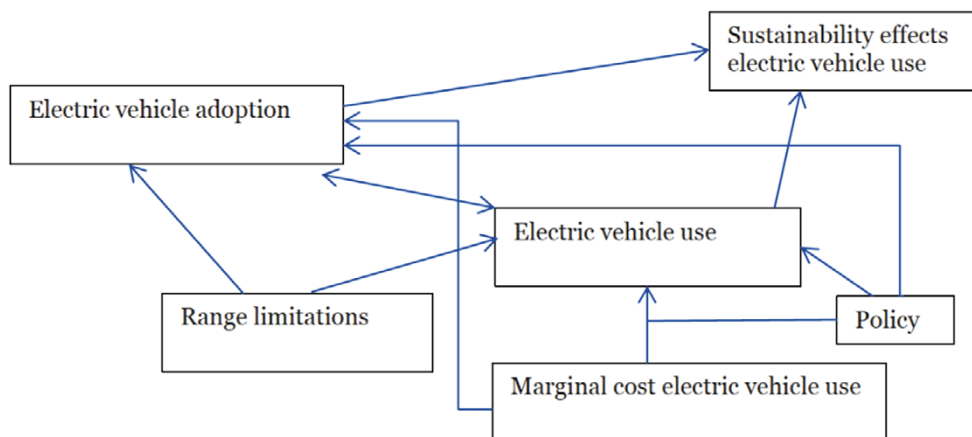 Sustainability effects
electric vehicle use
Electric vehicle adoption
Electric vehicle use
Range limitations
Policy
Marginal cost electric vehicle use